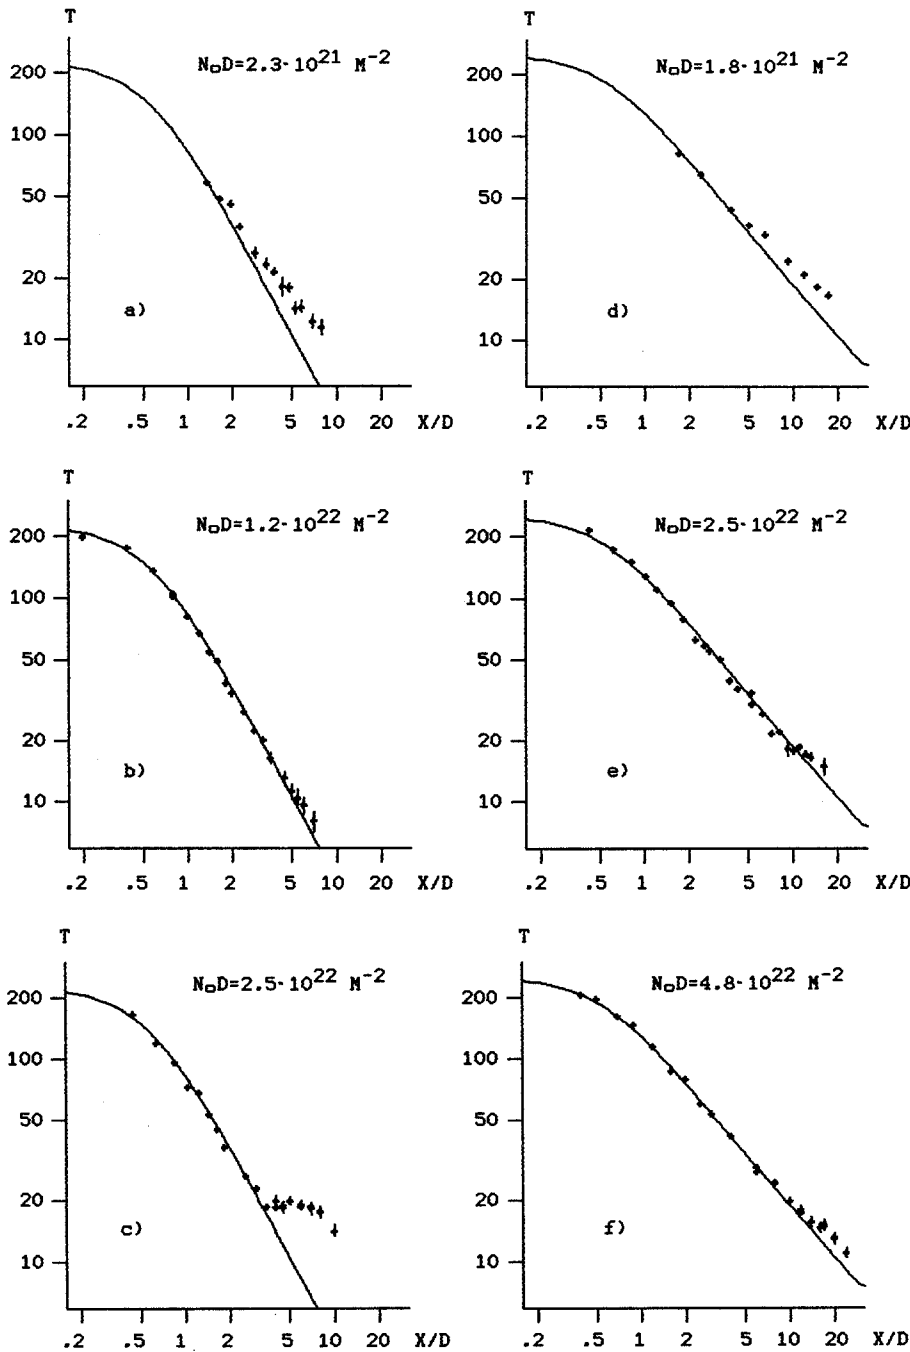 T
N₀D=2.3·10²¹ M⁻²
200
100
50
20
10
a)
.2 .5 1 2 5 10 20 X/D
T
N₀D=1.8·10²¹ M⁻²
200
100
50
20
10
d)
.2 .5 1 2 5 10 20 X/D
T
N₀D=1.2·10²² M⁻²
200
100
50
20
10
b)
.2 .5 1 2 5 10 20 X/D
T
N₀D=2.5·10²² M⁻²
200
100
50
20
10
e)
.2 .5 1 2 5 10 20 X/D
T
N₀D=2.5·10²² M⁻²
200
100
50
20
10
c)
.2 .5 1 2 5 10 20 X/D
T
N₀D=4.8·10²² M⁻²
200
100
50
20
10
f)
.2 .5 1 2 5 10 20 X/D